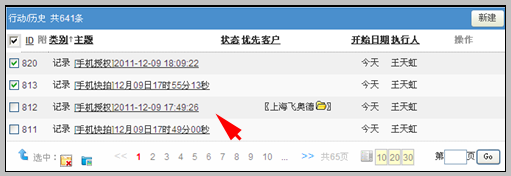 行动/历史 共641条 新建
ID 附 类别↑ 主题 状态 优先 客户 开始日期 执行人 操作
820 记录 [手机授权]2011-12-09 18:09:22 今天 王天虹
813 记录 [手机快拍]12月09日17时55分13秒 今天 王天虹
812 记录 [手机授权]2011-12-09 17:49:26 〖上海飞奥德〗 今天 王天虹
811 记录 [手机快拍]12月09日17时49分00秒 今天 王天虹
选中： << 1 2 3 4 5 6 7 8 9 10 ... >> 共65页 10 20 30 第 页 Go